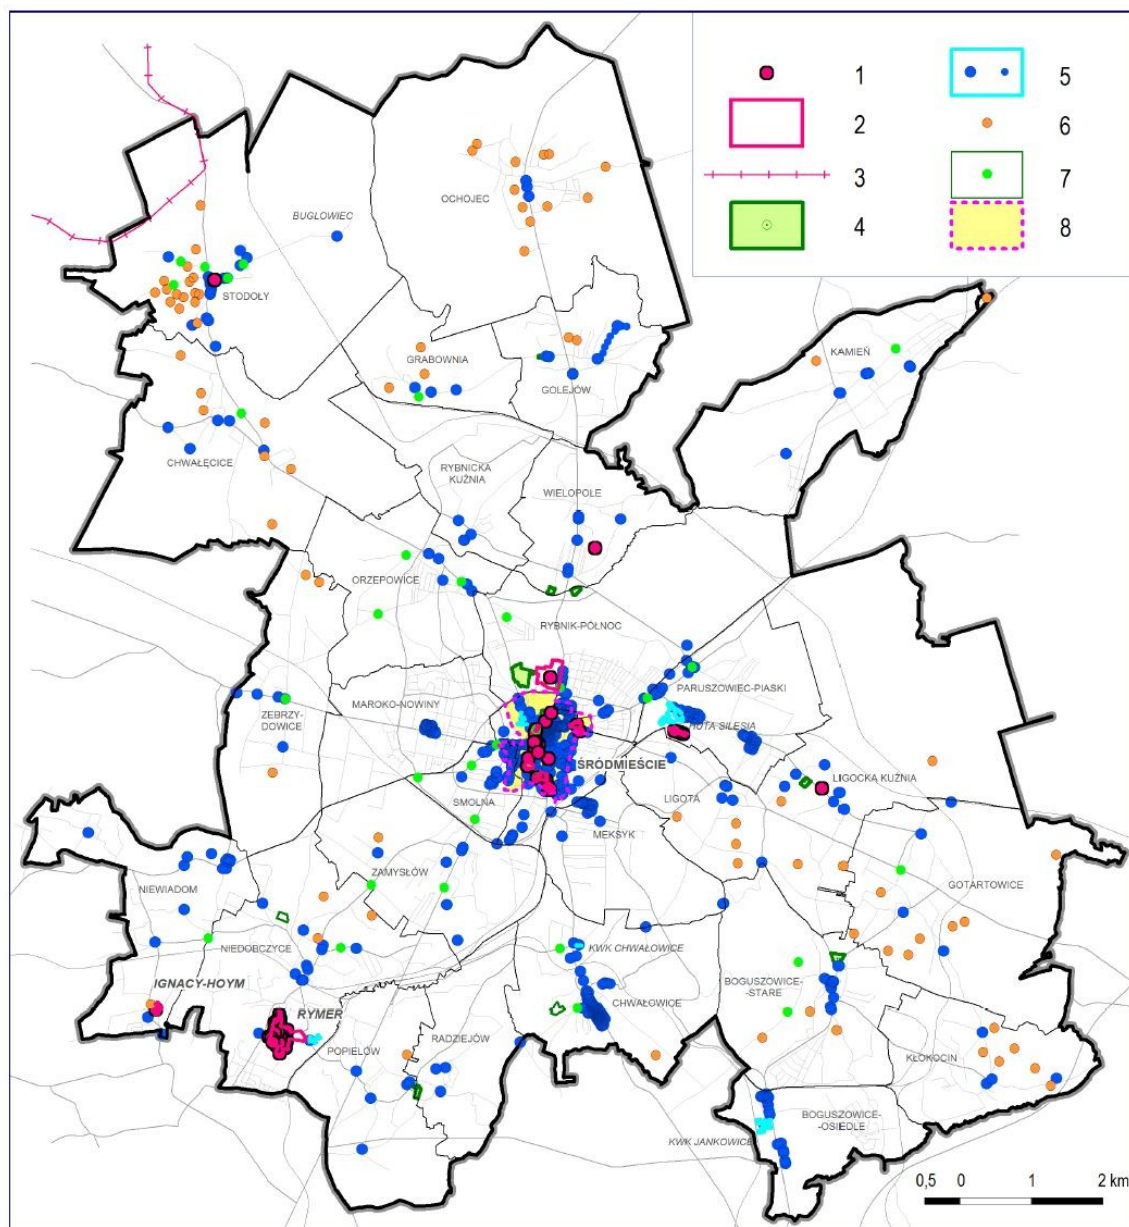 1
5
2
6
3
7
4
8
OCHOJEC
BUGLOWIEC
STODOŁY
KAMIEŃ
GRABOWNIA
GOLEJÓW
CHWAŁĘCICE
RYBNICKA
KUŹNIA
WIELOPOLE
ORZEPOWICE
RYBNIK-PÓŁNOC
PARUSZOWIEC-PIASKI
MAROKO-NOWINY
ZEBRZY-
DOWICE
HUTA SILESIA
ŚRÓDMIEŚCIE
LIGOCKA KUŹNIA
SMOLNA
LIGOTA
MEKSYK
ZAMYSŁÓW
NIEWIADOM
GOTARTOWICE
NIEDOBCZYCE
KWK CHWAŁOWICE
IGNACY-HOYM
BOGUSZOWICE-
-STARE
CHWAŁOWICE
RYMER
RADZIEJÓW
POPIELÓW
KŁOKOCIN
BOGUSZOWICE-
-OSIEDLE
KWK JANKOWICE
0,5 0 1 2 km